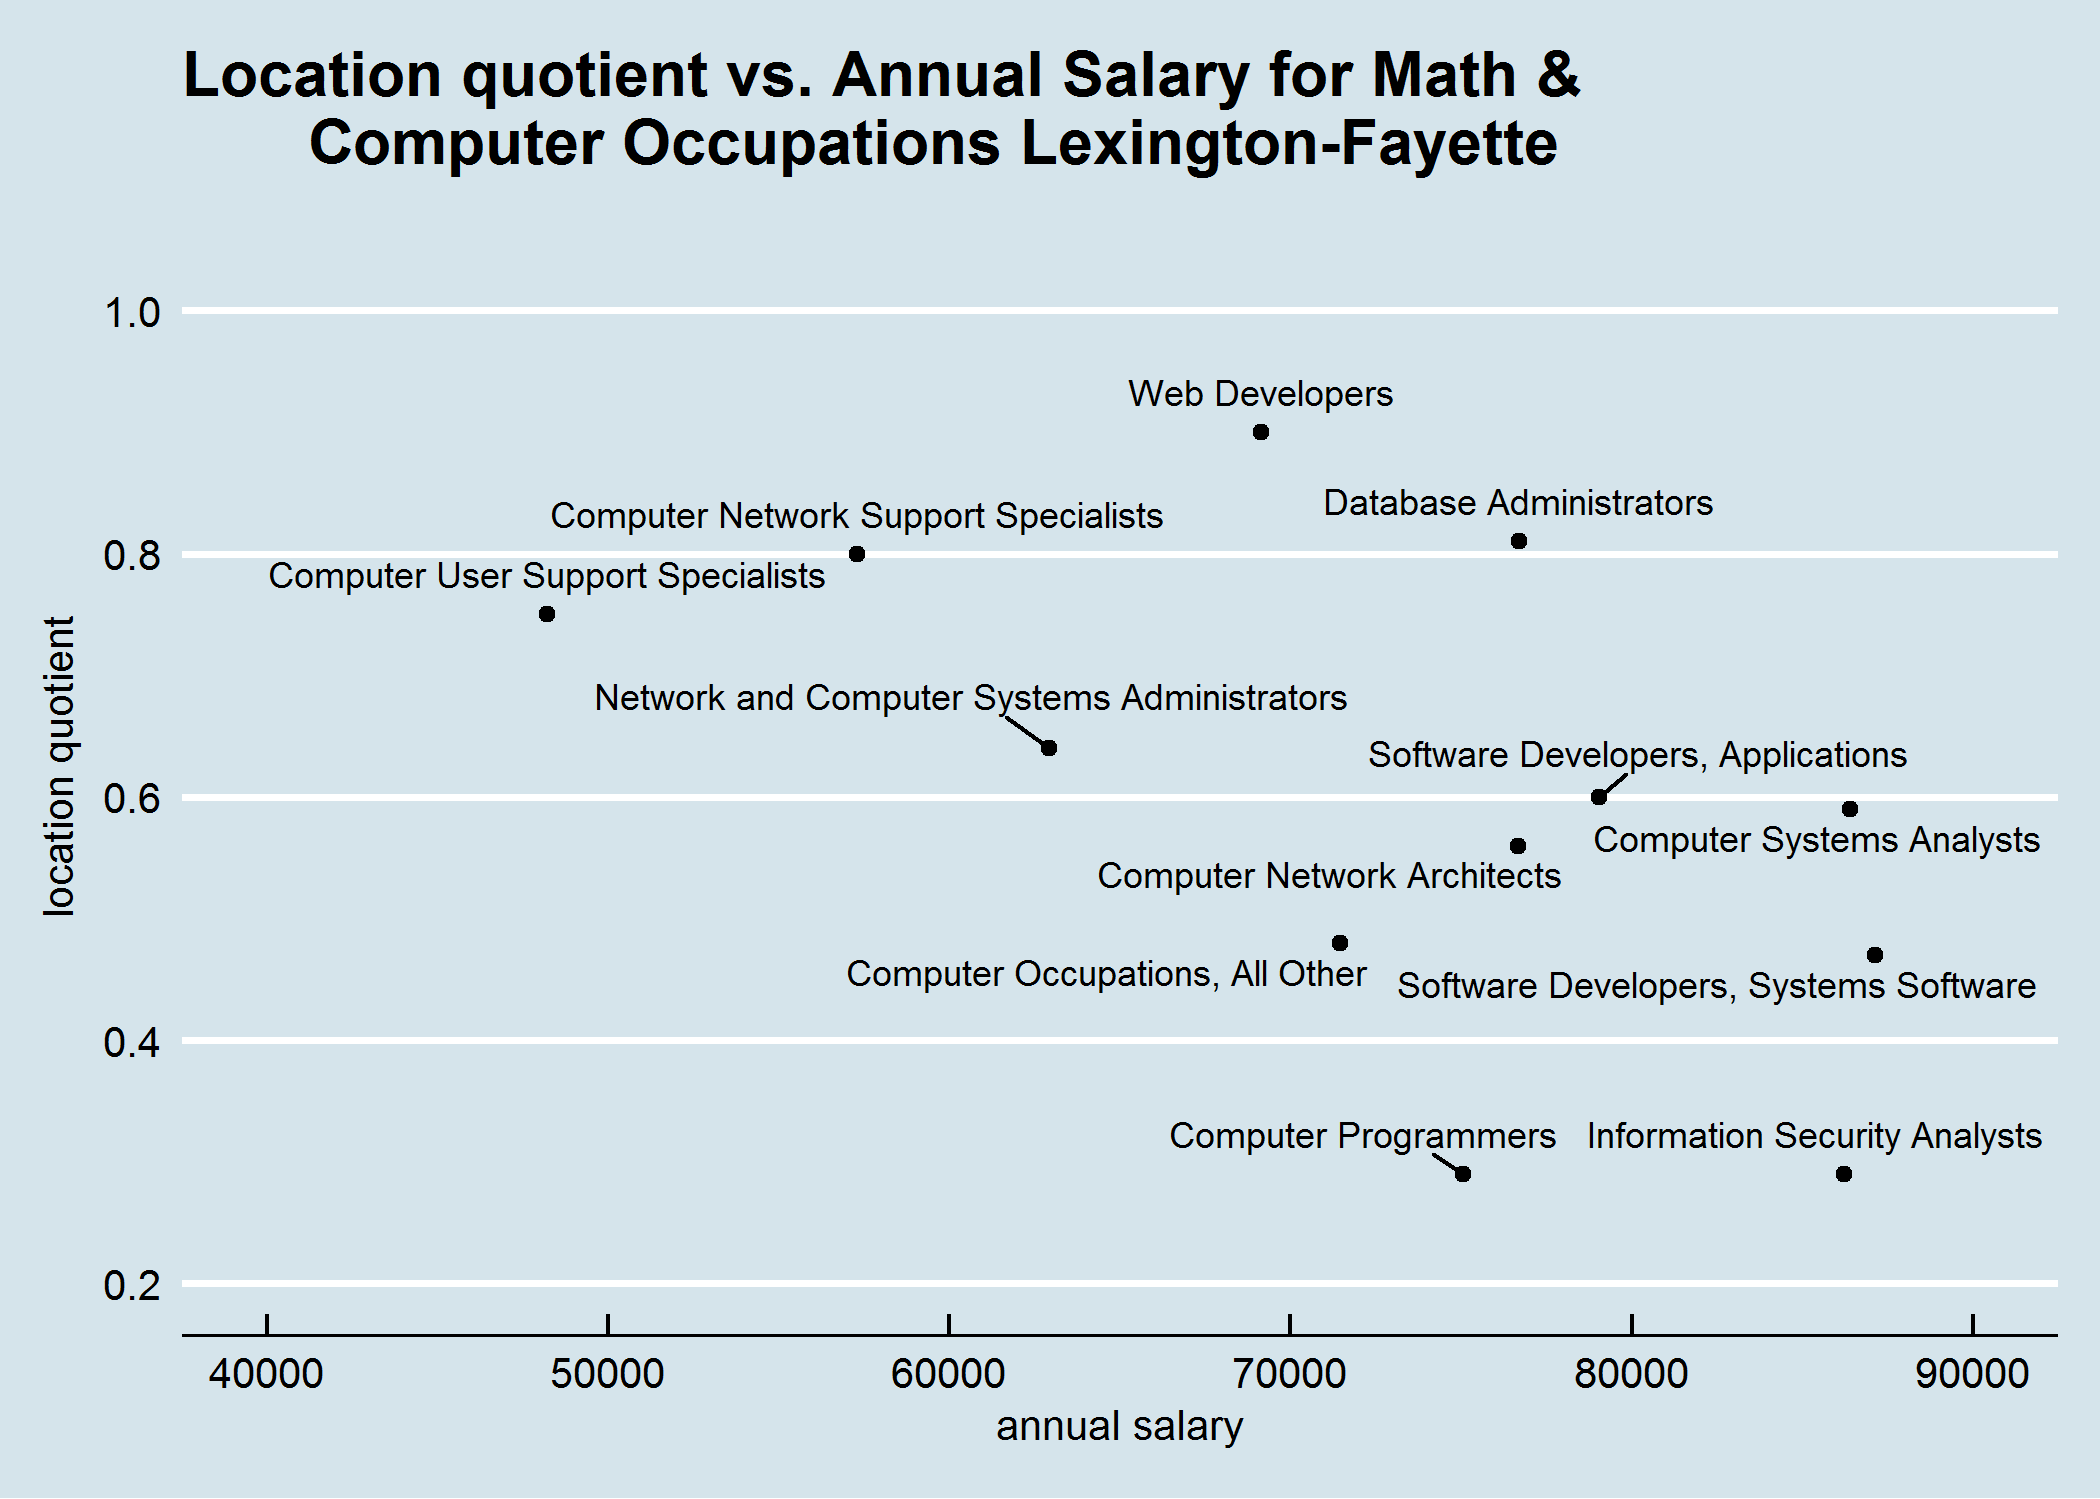 Location quotient vs. Annual Salary for Math &
Computer Occupations Lexington-Fayette
1.0
Web Developers
Database Administrators
Computer Network Support Specialists
0.8
Computer User Support Specialists
location quotient
Network and Computer Systems Administrators
Software Developers, Applications
0.6
Computer Systems Analysts
Computer Network Architects
Computer Occupations, All Other
Software Developers, Systems Software
0.4
Computer Programmers
Information Security Analysts
0.2
40000 50000 60000 70000 80000 90000
annual salary